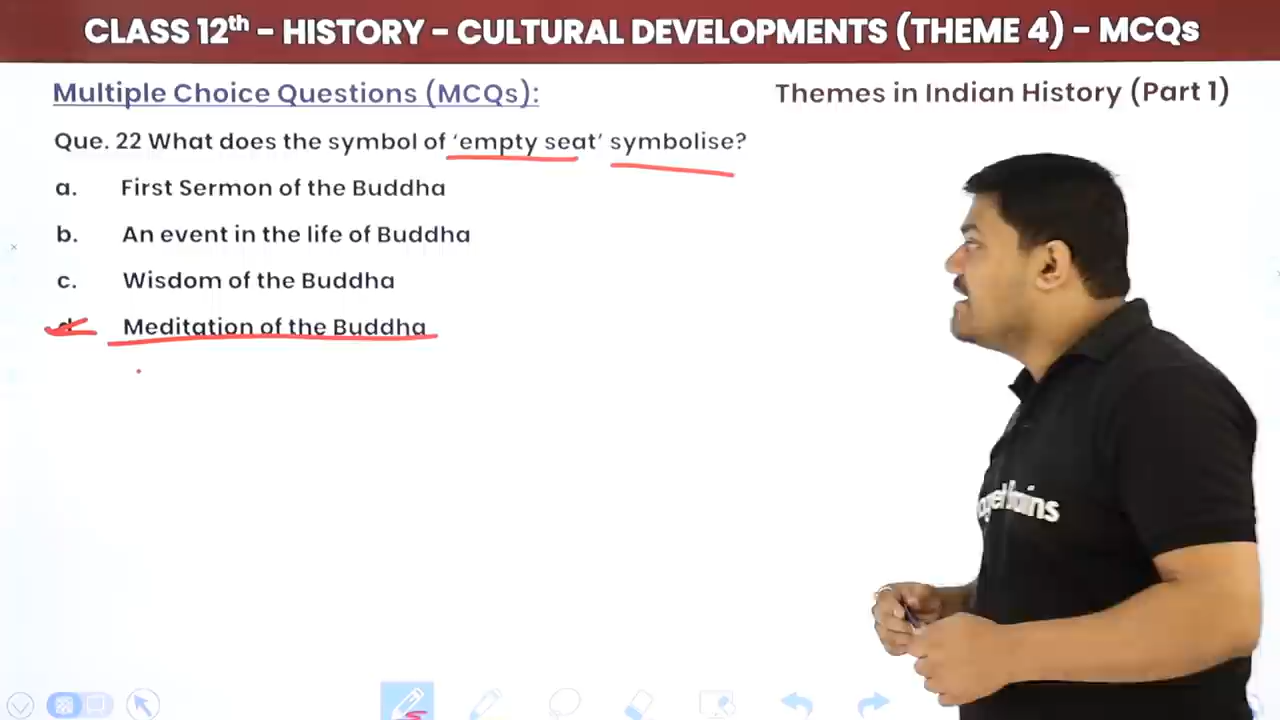 CLASS 12th – HISTORY – CULTURAL DEVELOPMENTS (THEME 4) – MCQs
Multiple Choice Questions (MCQs):
Themes in Indian History (Part 1)
Que. 22 What does the symbol of ‘empty seat’ symbolise?
a. First Sermon of the Buddha
b. An event in the life of Buddha
c. Wisdom of the Buddha
d. Meditation of the Buddha